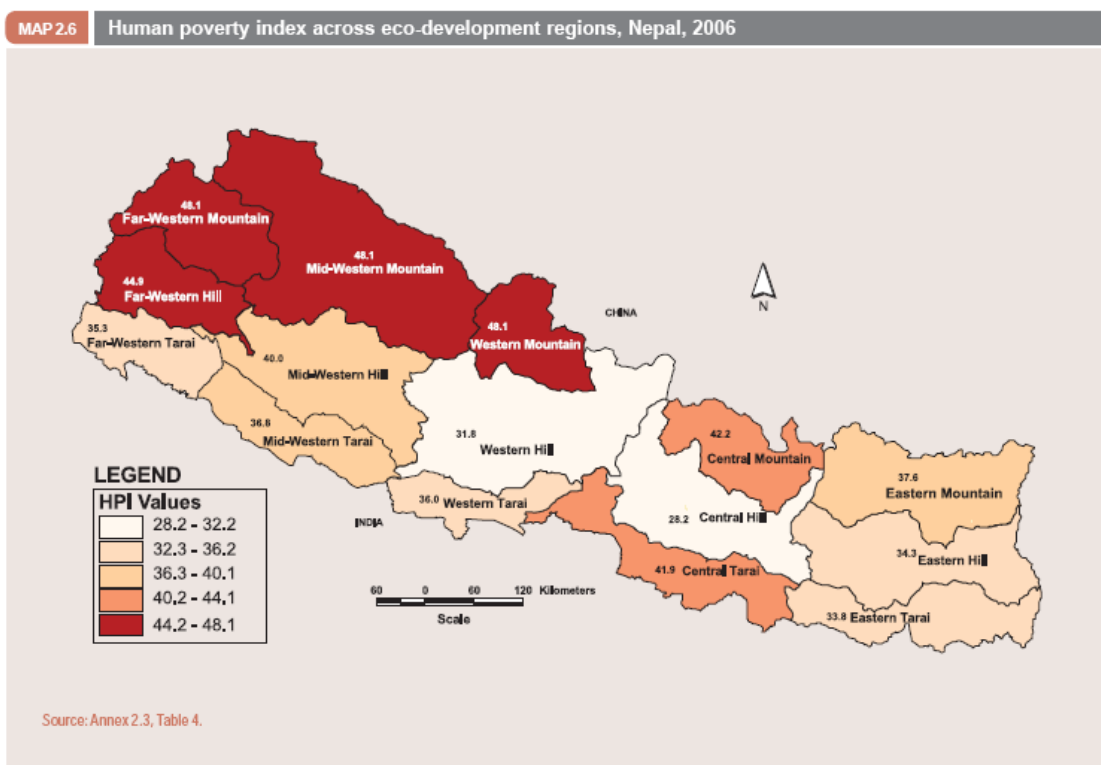 MAP 2.6
Human poverty index across eco-development regions, Nepal, 2006
48.1
Far-Western Mountain
48.1
Mid-Western Mountain
44.9
Far-Western Hill
48.1
Western Mountain
CHINA
N
35.3
Far-Western Tarai
40.0
Mid-Western Hill
36.8
Mid-Western Tarai
31.8
Western Hill
42.2
Central Mountain
37.6
Eastern Mountain
36.0 Western Tarai
INDIA
28.2 Central Hill
34.3
Eastern Hill
41.9 Central Tarai
33.8 Eastern Tarai
LEGEND
HPI Values
28.2 - 32.2
32.3 - 36.2
36.3 - 40.1
40.2 - 44.1
44.2 - 48.1
60 0 60 120 Kilometers
Scale
Source: Annex 2.3, Table 4.